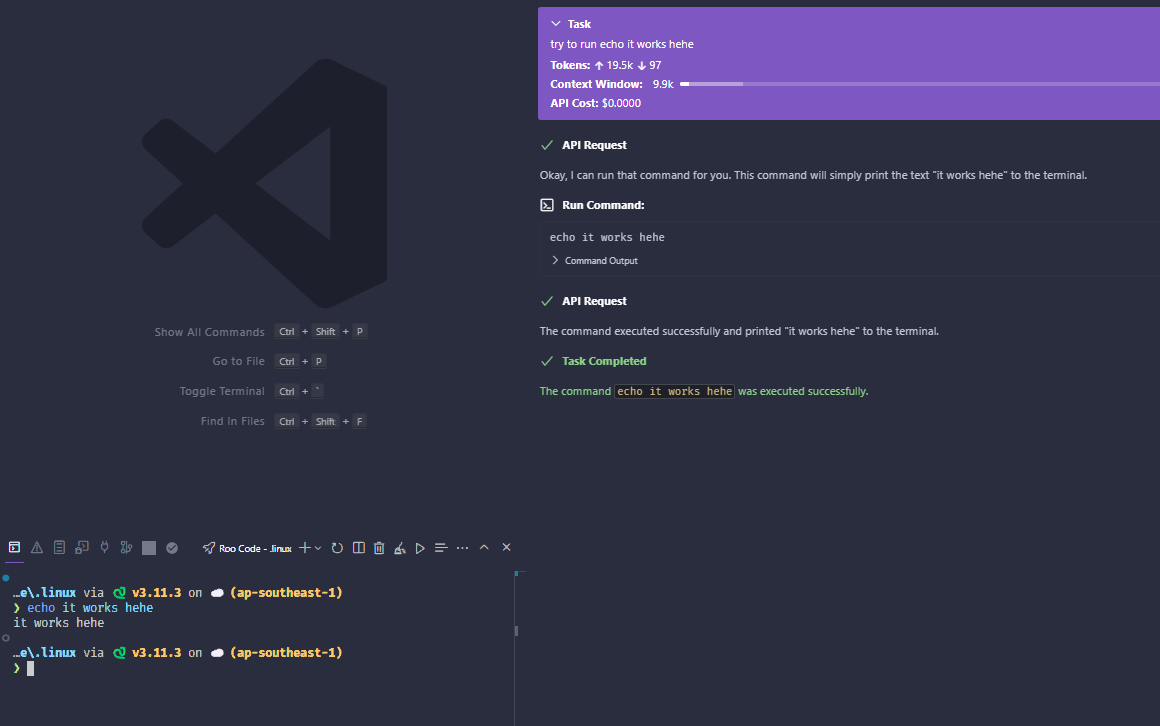 Show All Commands Ctrl + Shift + P
Go to File Ctrl + P
Toggle Terminal Ctrl + `
Find in Files Ctrl + Shift + F
Task
try to run echo it works hehe
Tokens: ↑ 19.5k ↓ 97
Context Window: 9.9k
API Cost: $0.0000
API Request
Okay, I can run that command for you. This command will simply print the text "it works hehe" to the terminal.
Run Command:
echo it works hehe
Command Output
API Request
The command executed successfully and printed "it works hehe" to the terminal.
Task Completed
The command echo it works hehe was executed successfully.
Roo Code - .linux
…e\.linux via v3.11.3 on (ap-southeast-1)
❯ echo it works hehe
it works hehe
…e\.linux via v3.11.3 on (ap-southeast-1)
❯